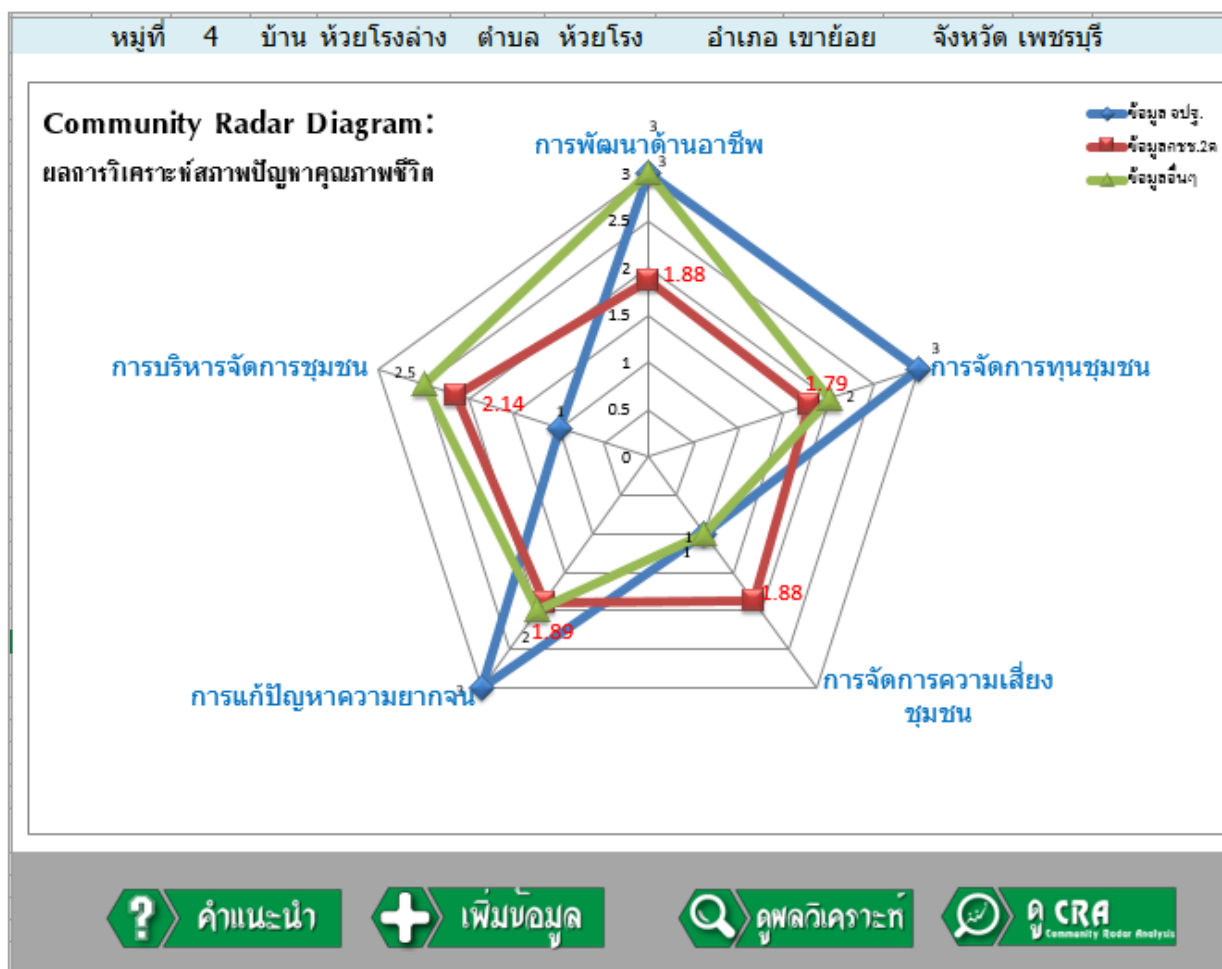 หมู่ที่ 4 บ้าน ห้วยโรงล่าง ตำบล ห้วยโรง อำเภอ เขาย้อย จังหวัด เพชรบุรี
Community Radar Diagram:
ผลการวิเคราะห์สภาพปัญหาคุณภาพชีวิต
ข้อมูล จปฐ.
ข้อมูลกชช.2ค
ข้อมูลอื่นๆ
3
การพัฒนาด้านอาชีพ
3
3
2.5
2
1.88
1.5
1
0.5
0
3
การจัดการทุนชุมชน
1.79
2
การบริหารจัดการชุมชน
2.5
2.14
1
1
1
1.88
การจัดการความเสี่ยง
ชุมชน
2
1.89
3
การแก้ปัญหาความยากจน
?
คำแนะนำ
เพิ่มข้อมูล
ดูผลวิเคราะห์
ดู CRA
Community Radar Analysis